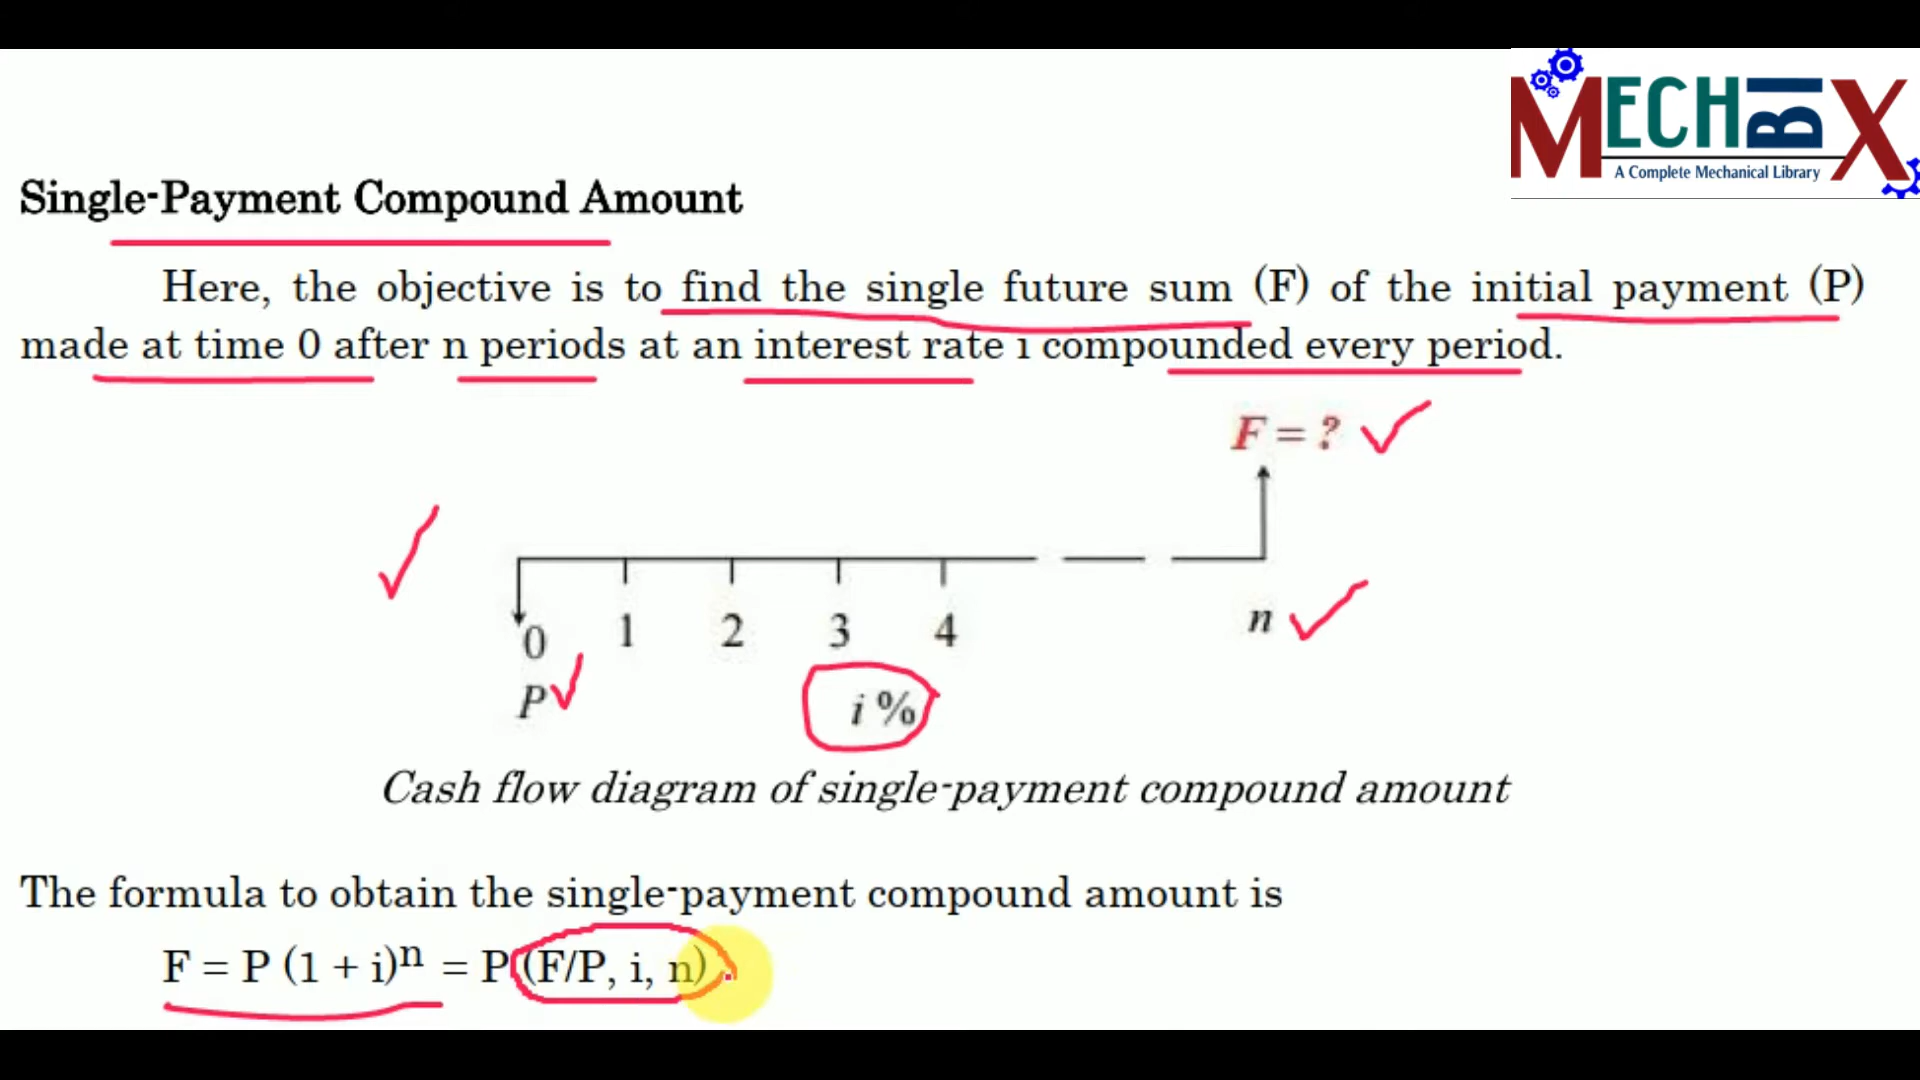 MECHBIX
A Complete Mechanical Library
Single-Payment Compound Amount
Here, the objective is to find the single future sum (F) of the initial payment (P)
made at time 0 after n periods at an interest rate i compounded every period.
F = ?
0 1 2 3 4 n
P
i %
Cash flow diagram of single-payment compound amount
The formula to obtain the single-payment compound amount is
F = P (1 + i)ⁿ = P (F/P, i, n)